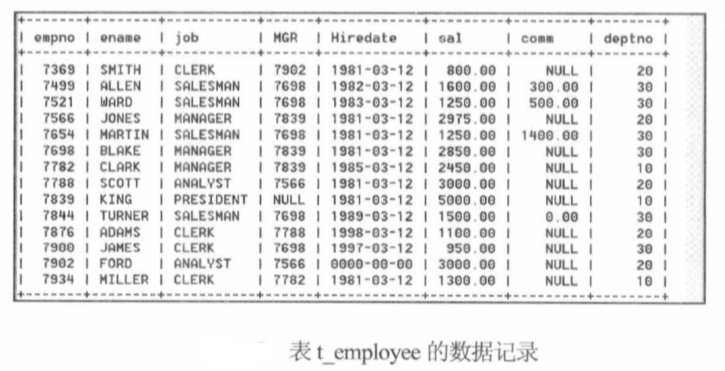 empno | ename | job | MGR | Hiredate | sal | comm | deptno
7369 | SMITH | CLERK | 7902 | 1981-03-12 | 800.00 | NULL | 20
7499 | ALLEN | SALESMAN | 7698 | 1982-03-12 | 1600.00 | 300.00 | 30
7521 | WARD | SALESMAN | 7698 | 1983-03-12 | 1250.00 | 500.00 | 30
7566 | JONES | MANAGER | 7839 | 1981-03-12 | 2975.00 | NULL | 20
7654 | MARTIN | SALESMAN | 7698 | 1981-03-12 | 1250.00 | 1400.00 | 30
7698 | BLAKE | MANAGER | 7839 | 1981-03-12 | 2850.00 | NULL | 30
7782 | CLARK | MANAGER | 7839 | 1985-03-12 | 2450.00 | NULL | 10
7788 | SCOTT | ANALYST | 7566 | 1981-03-12 | 3000.00 | NULL | 20
7839 | KING | PRESIDENT | NULL | 1981-03-12 | 5000.00 | NULL | 10
7844 | TURNER | SALESMAN | 7698 | 1989-03-12 | 1500.00 | 0.00 | 30
7876 | ADAMS | CLERK | 7788 | 1998-03-12 | 1100.00 | NULL | 20
7900 | JAMES | CLERK | 7698 | 1997-03-12 | 950.00 | NULL | 30
7902 | FORD | ANALYST | 7566 | 0000-00-00 | 3000.00 | NULL | 20
7934 | MILLER | CLERK | 7782 | 1981-03-12 | 1300.00 | NULL | 10
表 t_employee 的数据记录